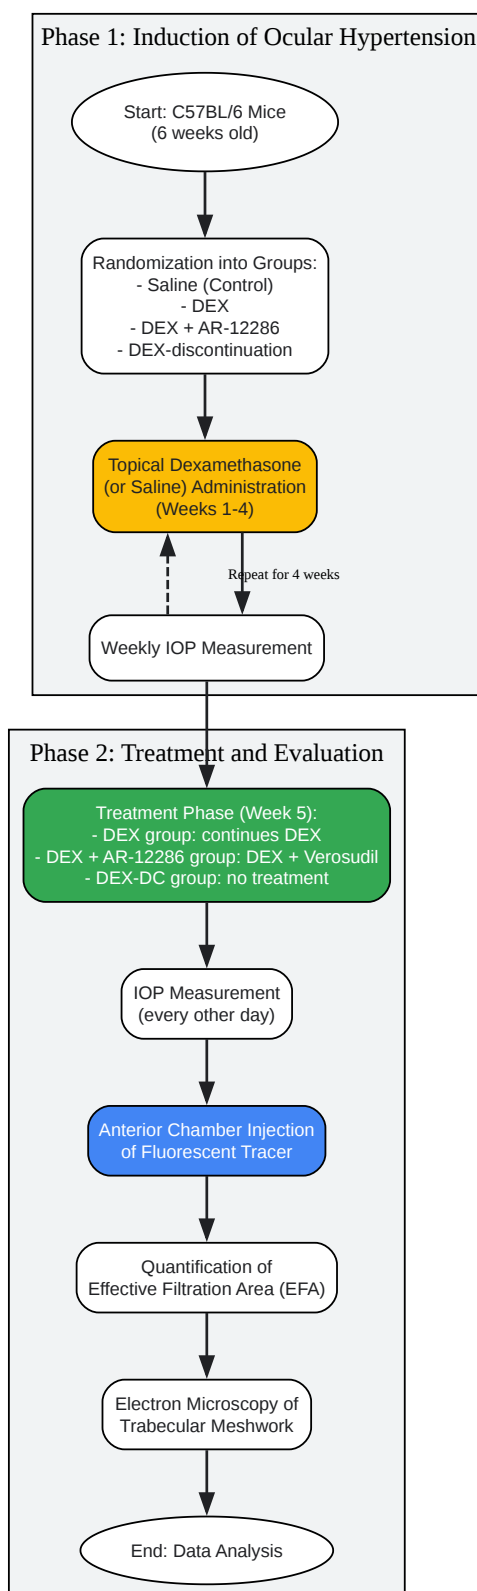 Phase 1: Induction of Ocular Hypertension
Start: C57BL/6 Mice
(6 weeks old)
Randomization into Groups:
- Saline (Control)
- DEX
- DEX + AR-12286
- DEX-discontinuation
Topical Dexamethasone
(or Saline) Administration
(Weeks 1-4)
Repeat for 4 weeks
Weekly IOP Measurement
Phase 2: Treatment and Evaluation
Treatment Phase (Week 5):
- DEX group: continues DEX
- DEX + AR-12286 group: DEX + Verosudil
- DEX-DC group: no treatment
IOP Measurement
(every other day)
Anterior Chamber Injection
of Fluorescent Tracer
Quantification of
Effective Filtration Area (EFA)
Electron Microscopy of
Trabecular Meshwork
End: Data Analysis